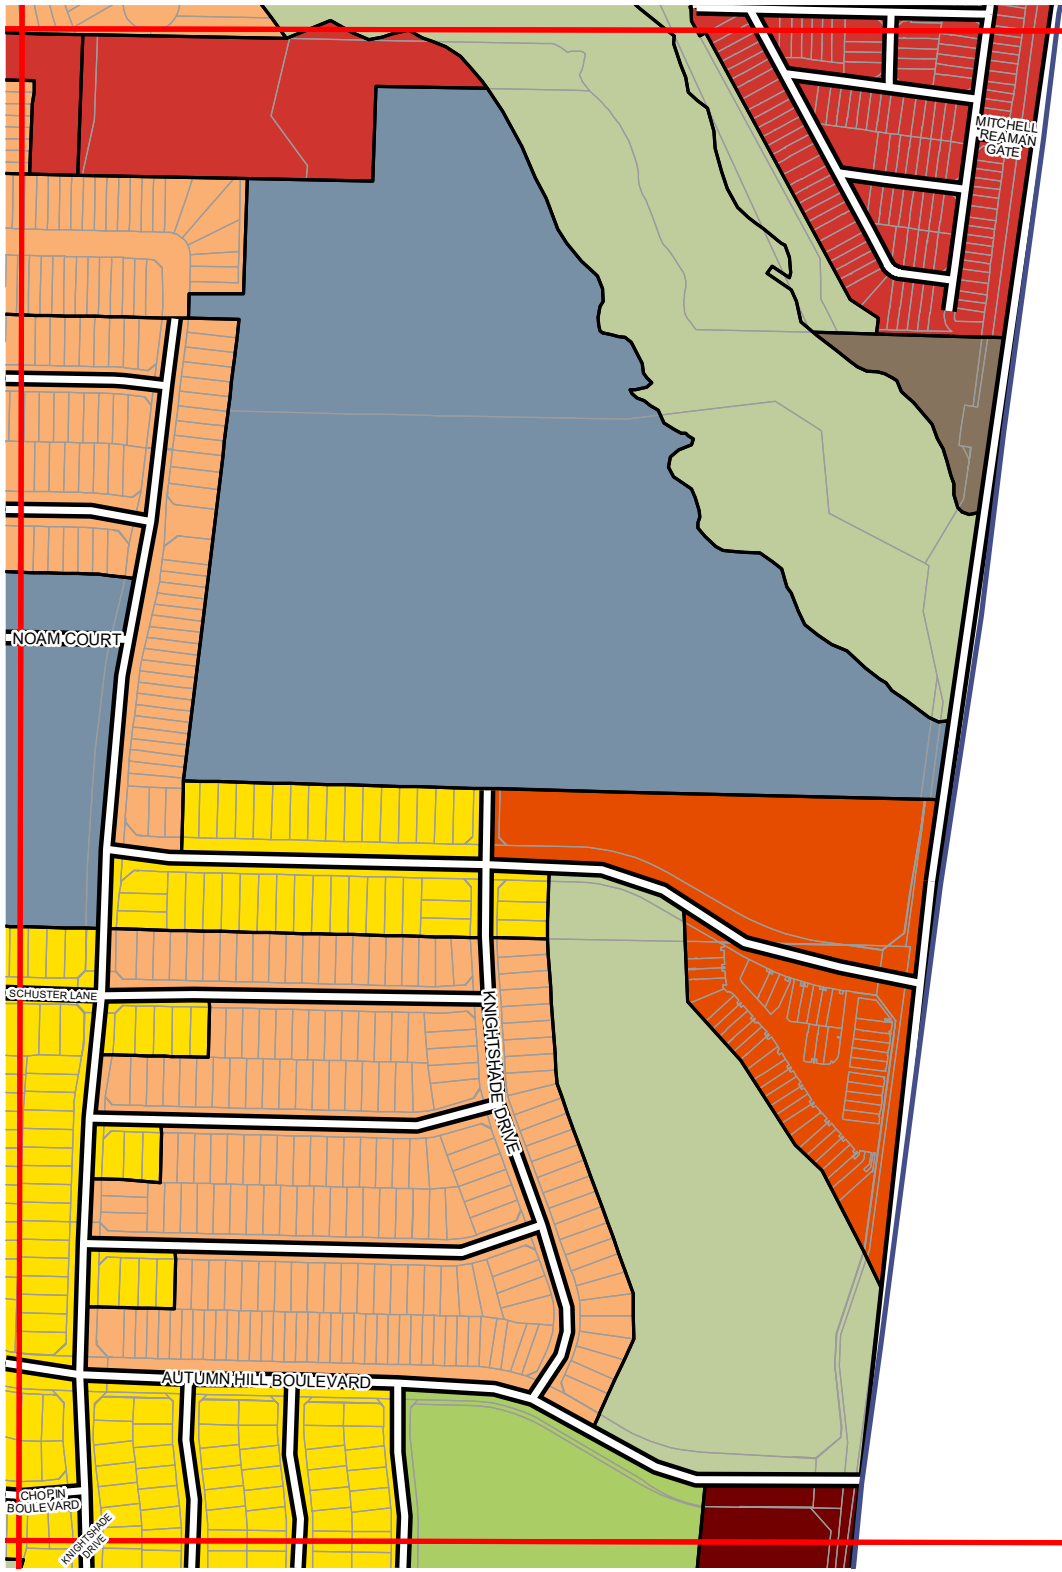 MITCHELL
REAMAN
GATE
NOAM COURT
SCHUSTER LANE
KNIGHTSHADE DRIVE
AUTUMN HILL BOULEVARD
CHOPIN
BOULEVARD
KNIGHTSHADE
DRIVE